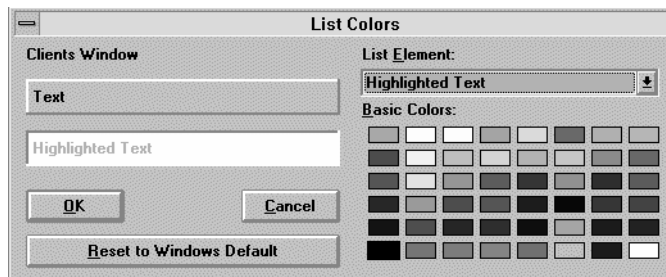 List Colors
Clients Window
Text
Highlighted Text
OK
Cancel
Reset to Windows Default
List Element:
Highlighted Text
Basic Colors: